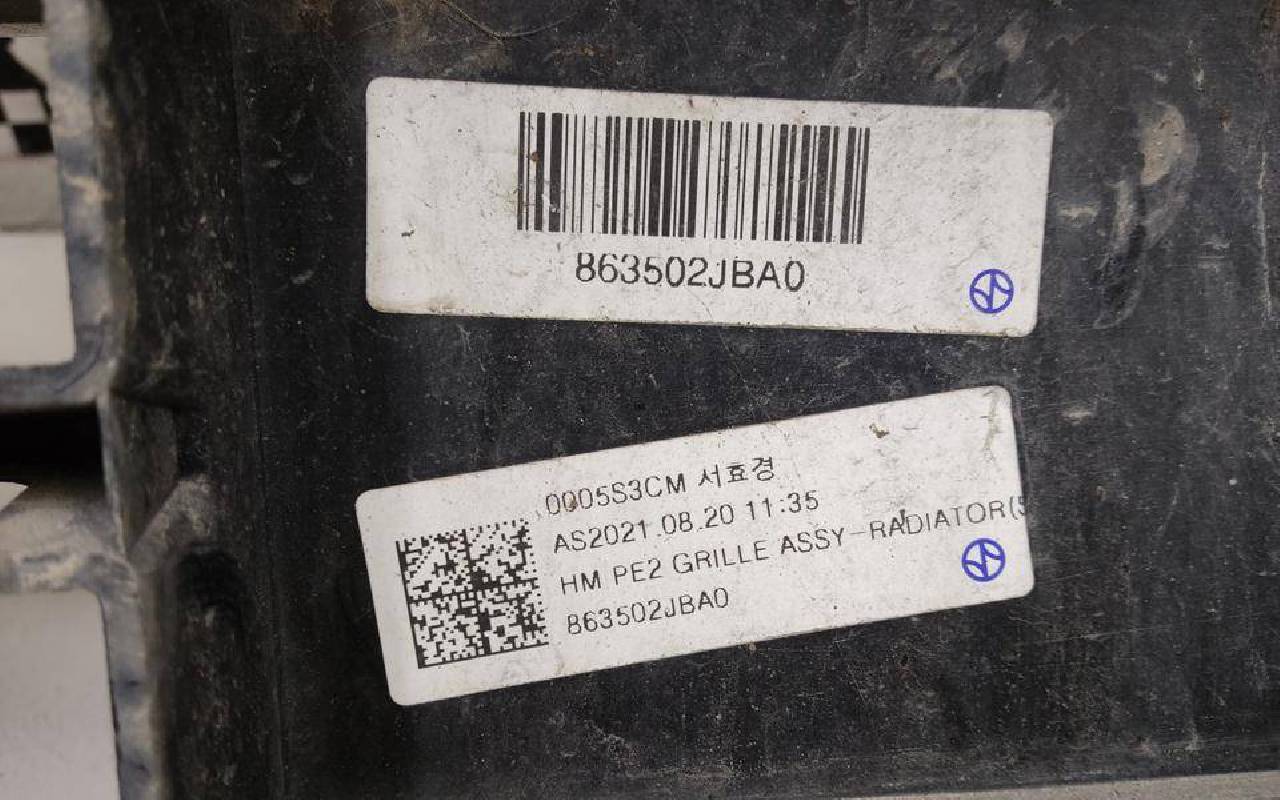 863502JBA0
0005S3CM 서효경
AS2021.08.20 11:35
HM PE2 GRILLE ASSY-RADIATOR(S
863502JBA0